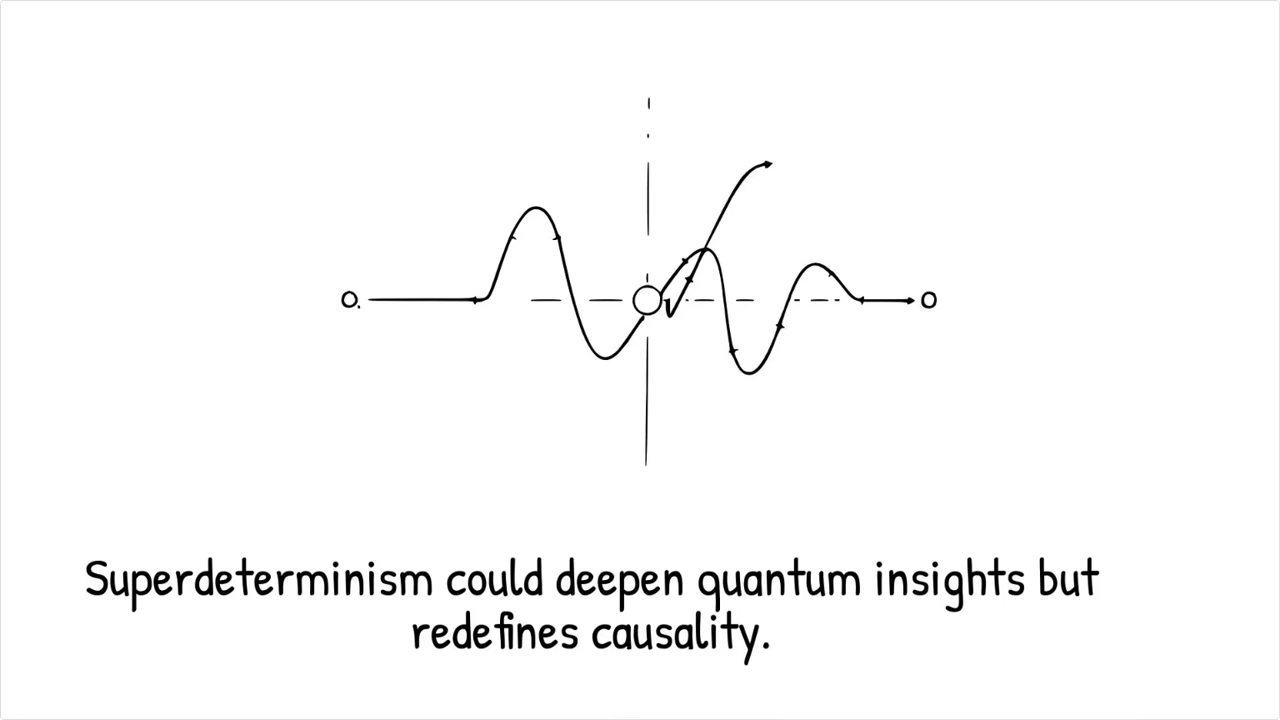 O.
O
Superdeterminism could deepen quantum insights but
redefines causality.